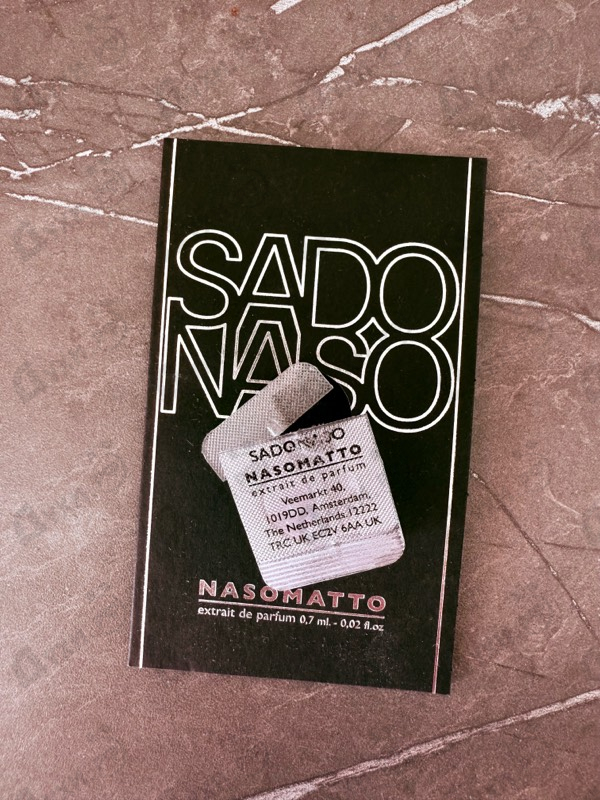 SADO
NASO
SADONASO
NASOMATTO
extrait de parfum
Veemarkt 40,
1019DD, Amsterdam,
The Netherlands.12222
TRC UK EC2V 6AA UK
NASOMATTO
extrait de parfum 0,7 ml. - 0,02 fl.oz